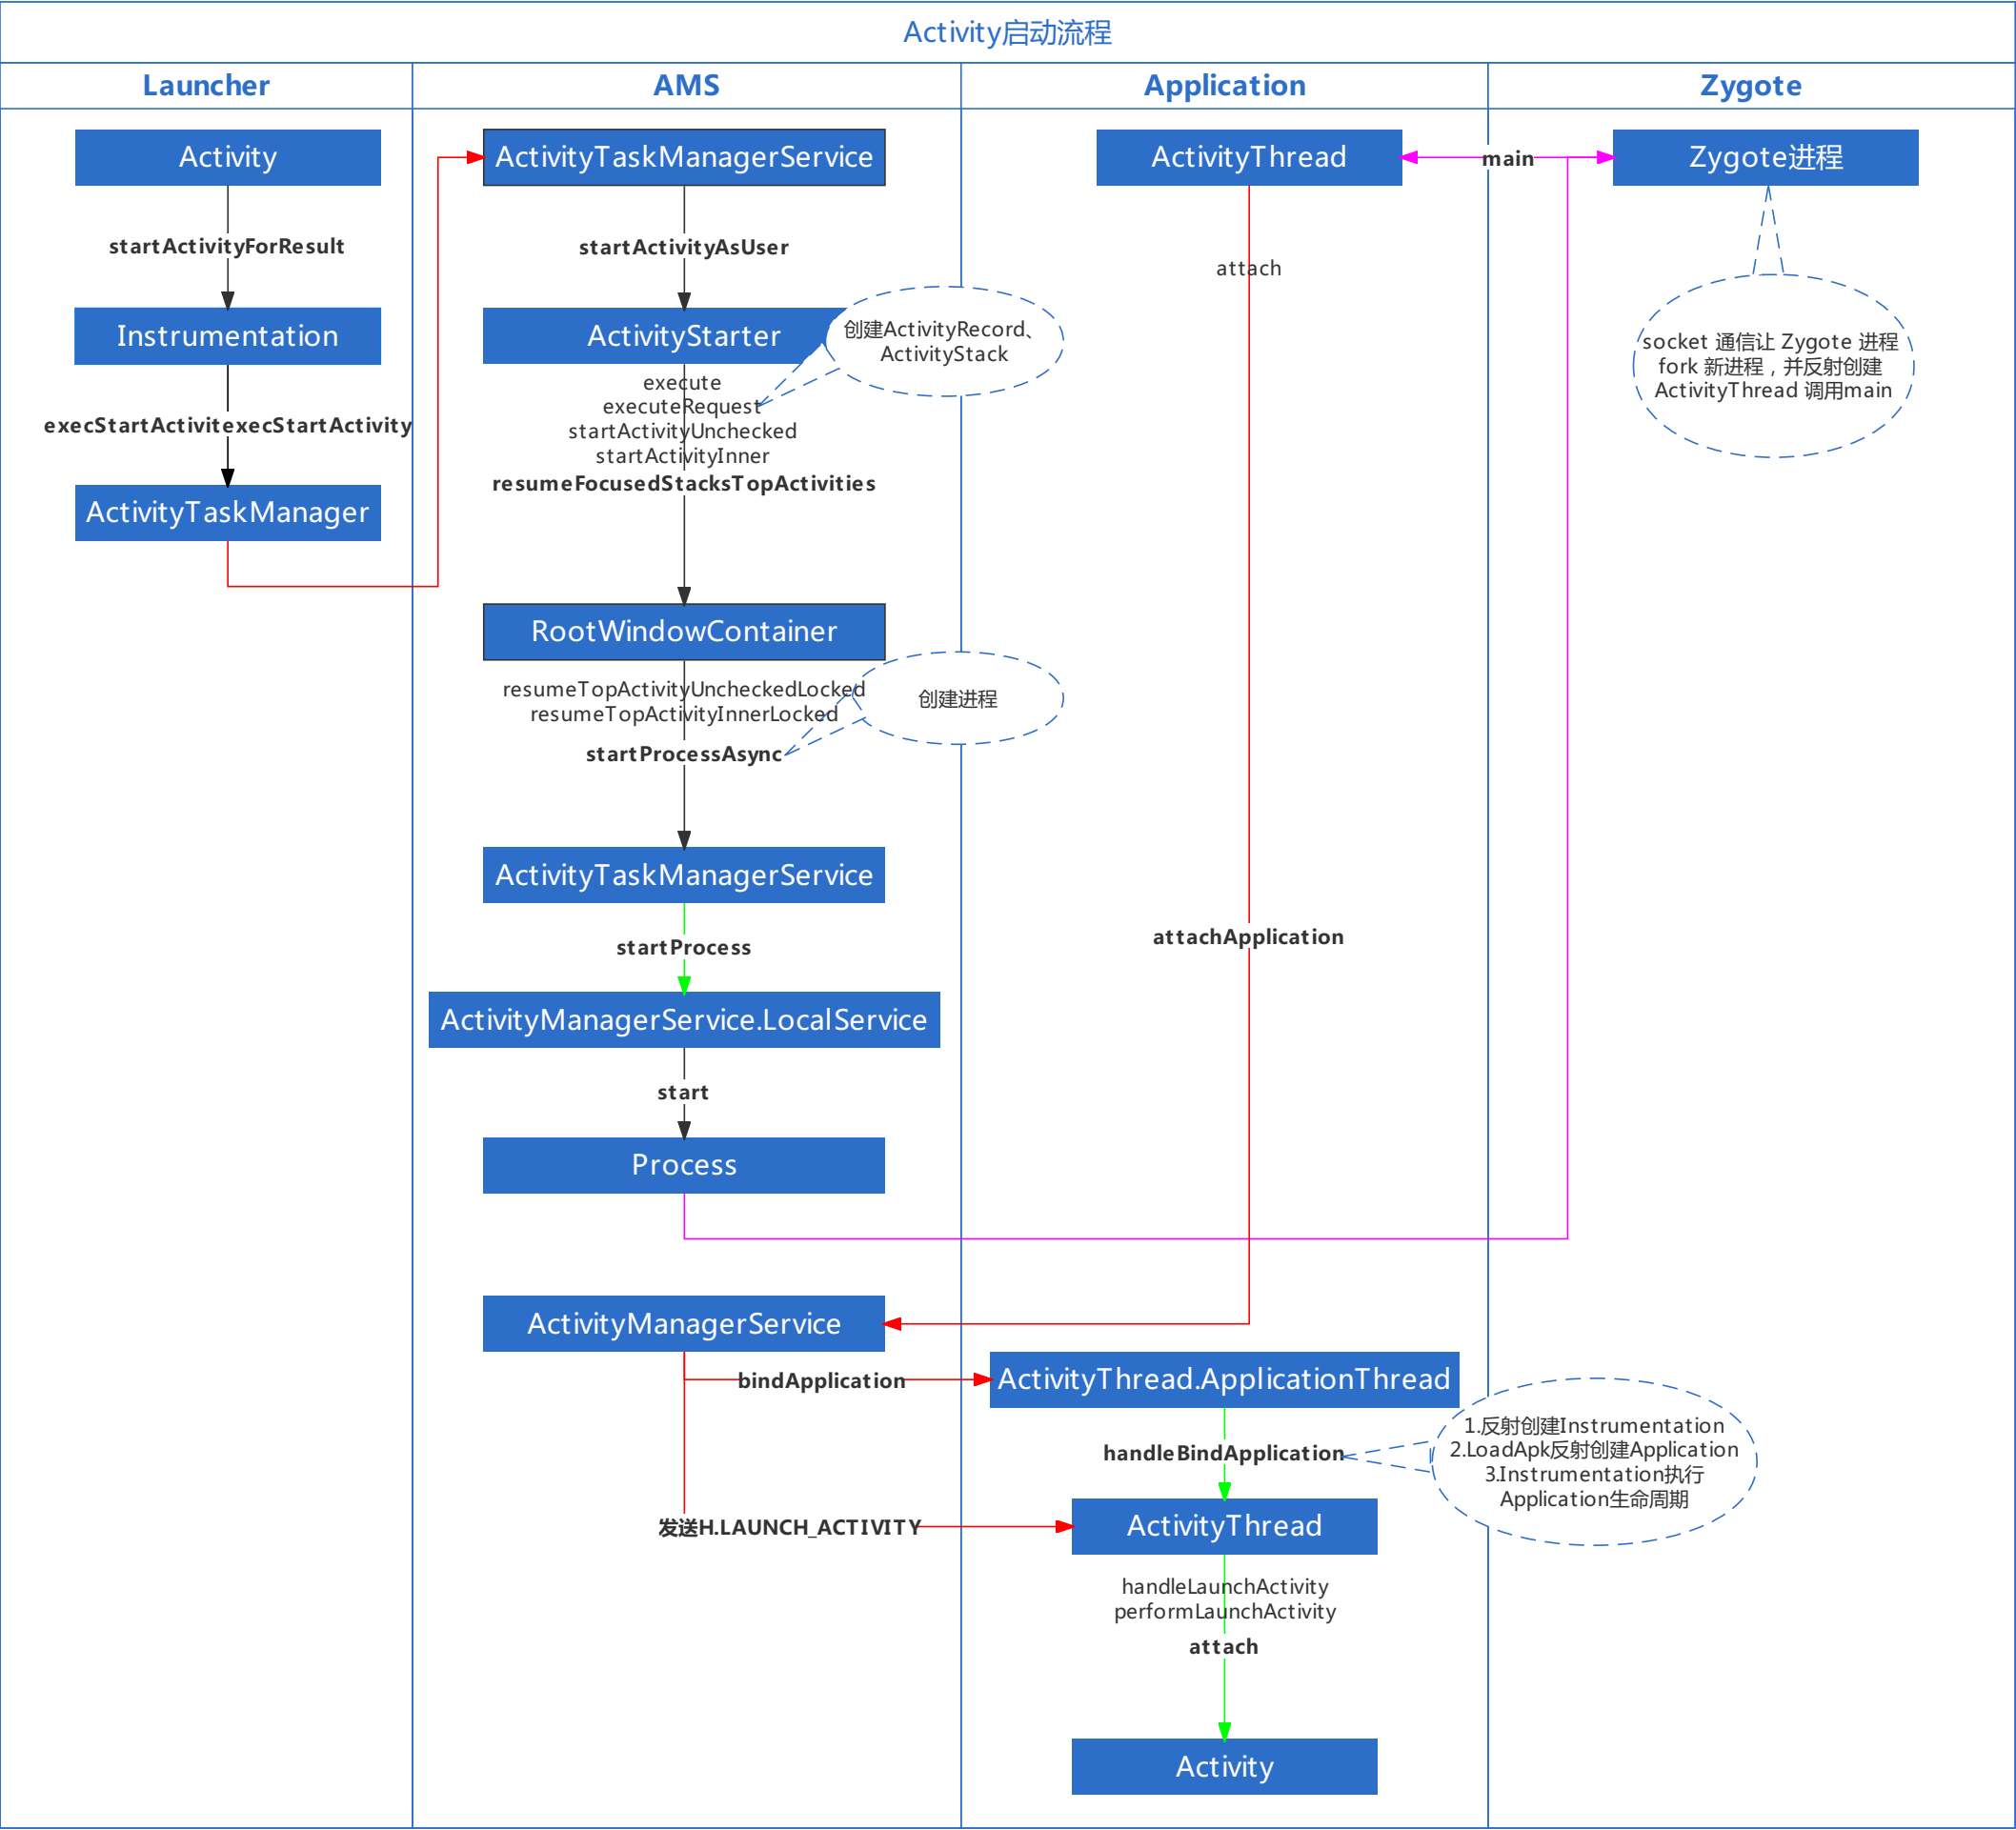 Activity启动流程
Launcher
AMS
Application
Zygote
Activity
startActivityForResult
Instrumentation
execStartActivitexecStartActivity
ActivityTaskManager
ActivityTaskManagerService
startActivityAsUser
ActivityStarter
创建ActivityRecord、
ActivityStack
execute
executeRequest
startActivityUnchecked
startActivityInner
resumeFocusedStacksTopActivities
RootWindowContainer
resumeTopActivityUncheckedLocked
resumeTopActivityInnerLocked
创建进程
startProcessAsync
ActivityTaskManagerService
startProcess
ActivityManagerService.LocalService
start
Process
ActivityManagerService
bindApplication
发送H.LAUNCH_ACTIVITY
ActivityThread
main
attach
attachApplication
ActivityThread.ApplicationThread
handleBindApplication
1.反射创建Instrumentation
2.LoadApk反射创建Application
3.Instrumentation执行
Application生命周期
ActivityThread
handleLaunchActivity
performLaunchActivity
attach
Activity
Zygote进程
socket 通信让 Zygote 进程
fork 新进程，并反射创建
ActivityThread 调用main